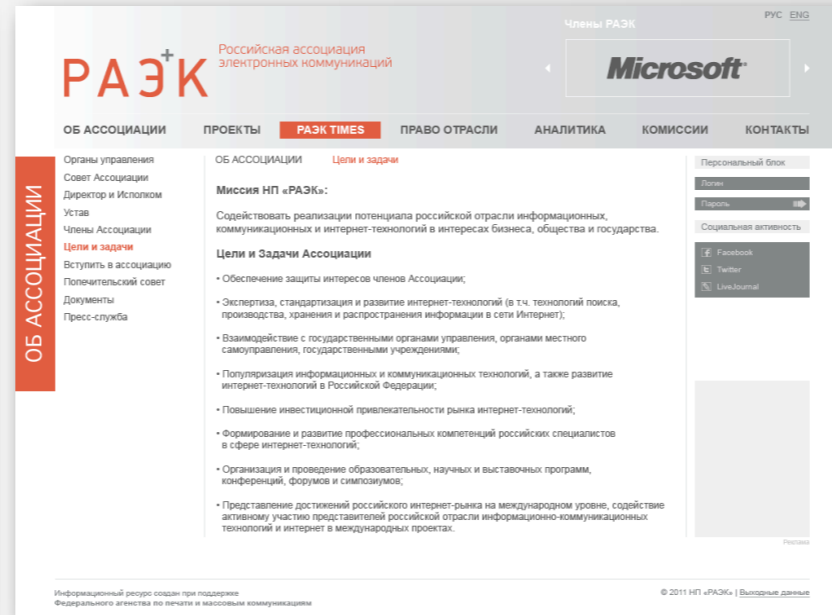 РУС ENG
Члены РАЭК
РАЭК
Российская ассоциация
электронных коммуникаций
Microsoft
ОБ АССОЦИАЦИИ ПРОЕКТЫ РАЭК TIMES ПРАВО ОТРАСЛИ АНАЛИТИКА КОМИССИИ КОНТАКТЫ
ОБ АССОЦИАЦИИ
Органы управления
Совет Ассоциации
Директор и Исполком
Устав
Члены Ассоциации
Цели и задачи
Вступить в ассоциацию
Попечительский совет
Документы
Пресс-служба
ОБ АССОЦИАЦИИ Цели и задачи
Миссия НП «РАЭК»:
Содействовать реализации потенциала российской отрасли информационных,
коммуникационных и интернет-технологий в интересах бизнеса, общества и государства.
Цели и Задачи Ассоциации
• Обеспечение защиты интересов членов Ассоциации;
• Экспертиза, стандартизация и развитие интернет-технологий (в т.ч. технологий поиска,
производства, хранения и распространения информации в сети Интернет);
• Взаимодействие с государственными органами управления, органами местного
самоуправления, государственными учреждениями;
• Популяризация информационных и коммуникационных технологий, а также развитие
интернет-технологий в Российской Федерации;
• Повышение инвестиционной привлекательности рынка интернет-технологий;
• Формирование и развитие профессиональных компетенций российских специалистов
в сфере интернет-технологий;
• Организация и проведение образовательных, научных и выставочных программ,
конференций, форумов и симпозиумов;
• Представление достижений российского интернет-рынка на международном уровне, содействие
активному участию представителей российской отрасли информационно-коммуникационных
технологий и интернет в международных проектах.
Персональный блок
Логин
Пароль
Социальная активность
Facebook
Twitter
LiveJournal
Реклама
Информационный ресурс создан при поддержке
Федерального агенства по печати и массовым коммуникациям
© 2011 НП «РАЭК» | Выходные данные